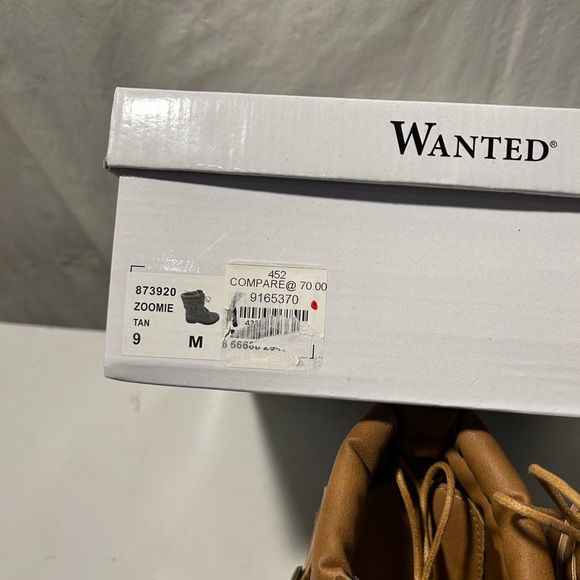 WANTED®
873920
ZOOMIE
TAN
9 M
452
COMPARE@ 70.00
9165370